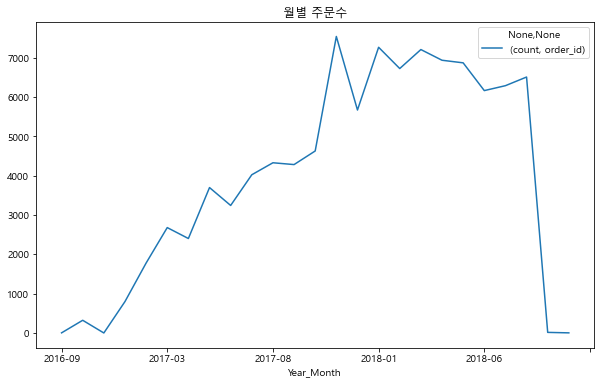 월별 주문수
None,None
(count, order_id)
7000
6000
5000
4000
3000
2000
1000
0
2016-09 2017-03 2017-08 2018-01 2018-06
Year_Month